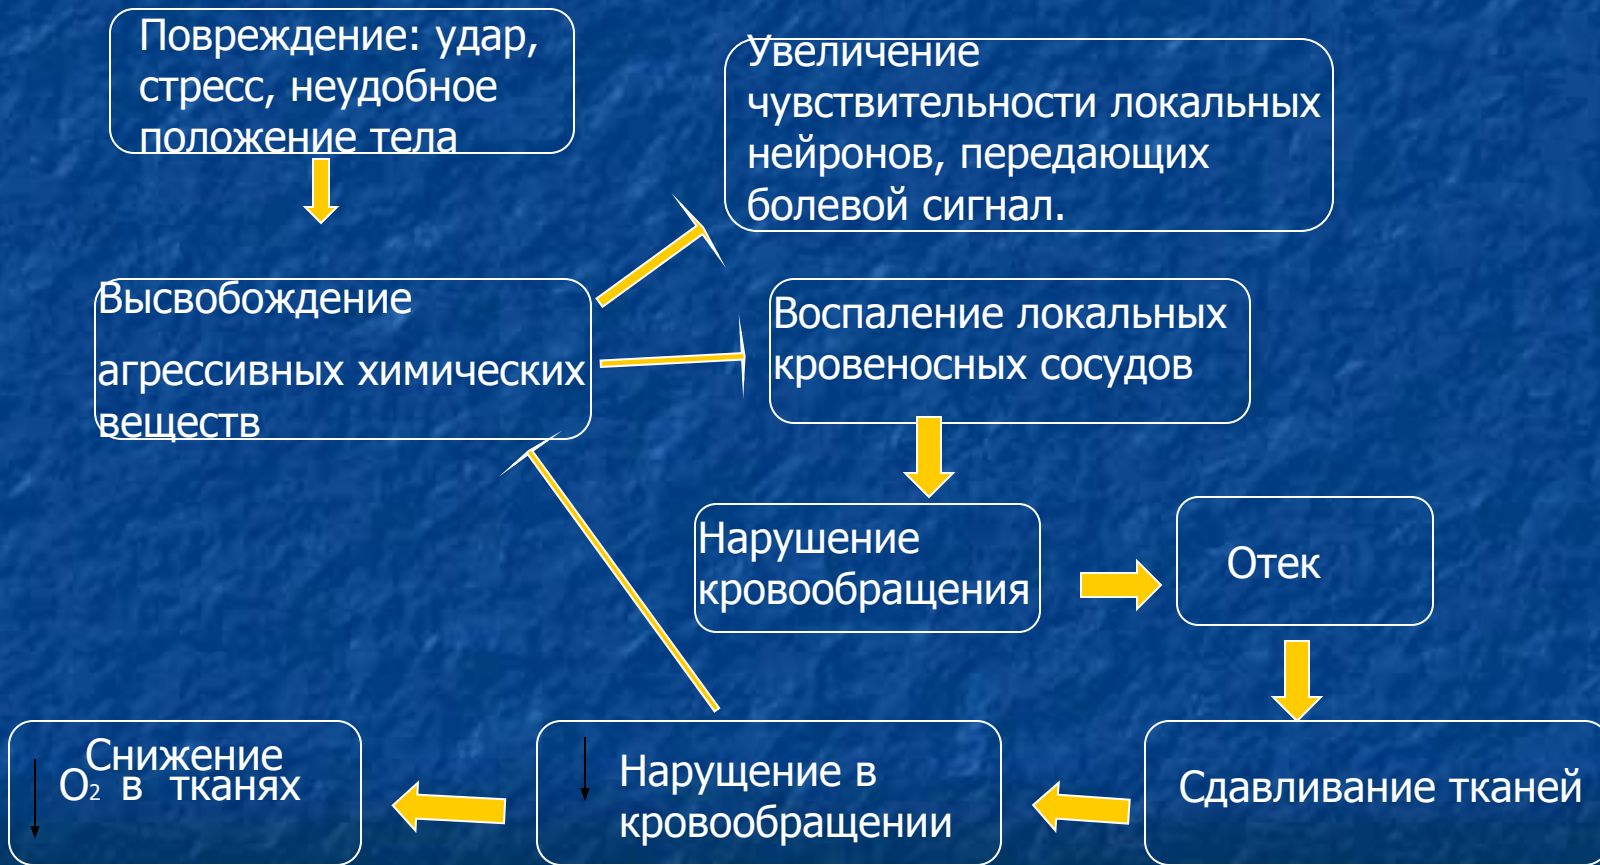 Повреждение: удар,
стресс, неудобное
положение тела
Увеличение
чувствительности локальных
нейронов, передающих
болевой сигнал.
Высвобождение
агрессивных химических
веществ
Воспаление локальных
кровеносных сосудов
Нарушение
кровообращения
Отек
Сдавливание тканей
Нарущение в
кровообращении
Снижение
О₂ в тканях